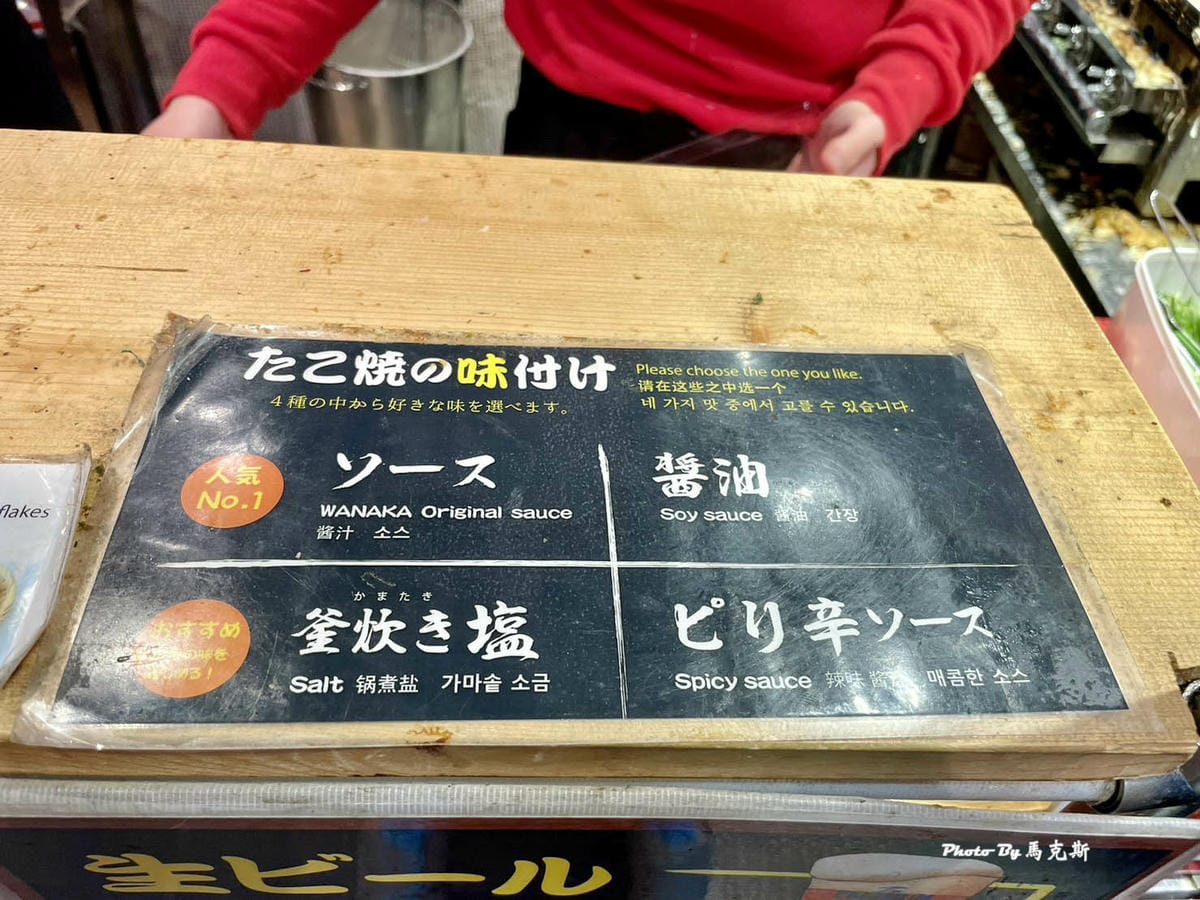 たこ焼の味付け
4種の中から好きな味を選べます。
Please choose the one you like.
请在这些之中选一个
네 가지 맛 중에서 고를 수 있습니다.
人気
No.1
ソース
WANAKA Original sauce
酱汁 소스
醤油
Soy sauce 酱油 간장
おすすめ
かまたき
釜炊き塩
Salt 锅煮盐 가마솥 소금
ピリ辛ソース
Spicy sauce 辣味 酱 매콤한 소스
flakes
生ビール
Photo By 馬克斯